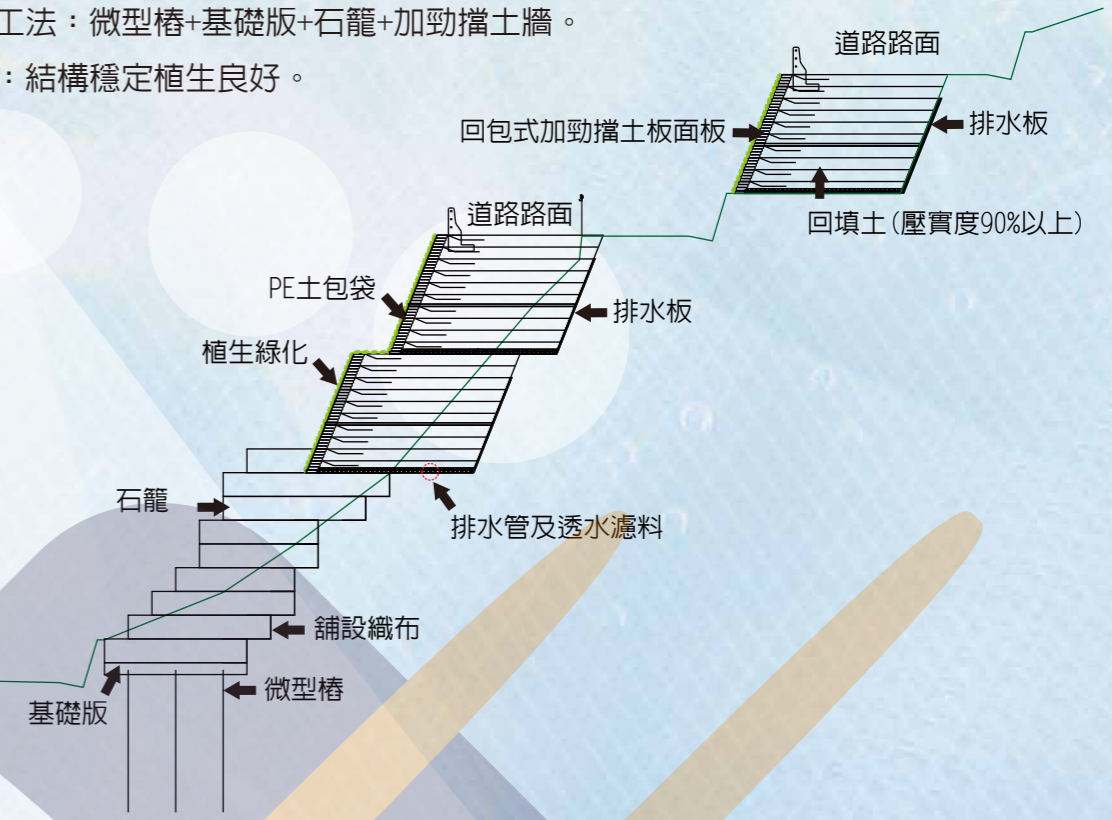 工法：微型樁+基礎版+石籠+加勁擋土牆。
：結構穩定植生良好。
道路路面
回包式加勁擋土板面板
排水板
回填土(壓實度90%以上)
道路路面
PE土包袋
排水板
植生綠化
石籠
排水管及透水濾料
舖設織布
微型樁
基礎版